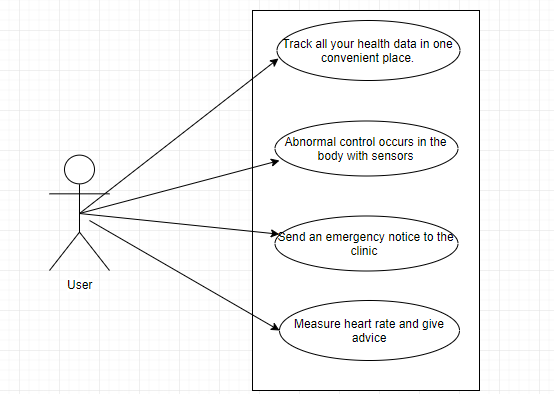 Track all your health data in one
convenient place.
Abnormal control occurs in the
body with sensors
Send an emergency notice to the
clinic
User
Measure heart rate and give
advice